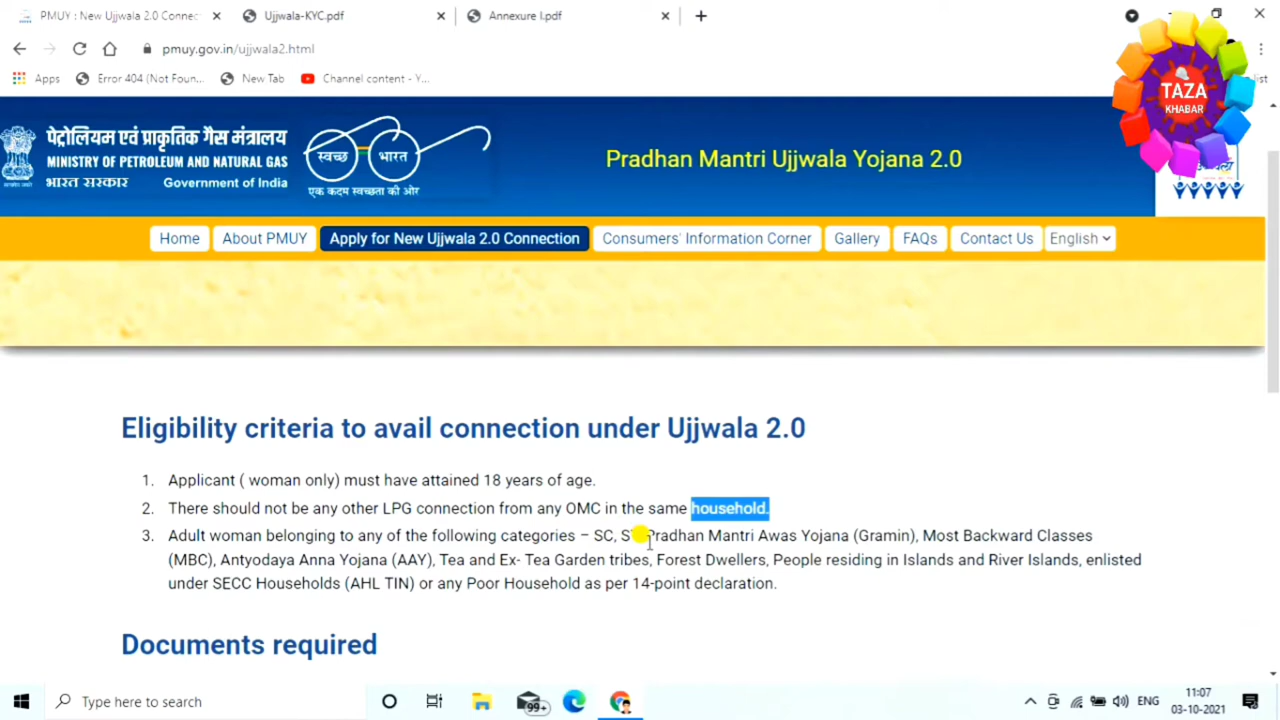 PMUY : New Ujjwala 2.0 Connec
Ujjwala-KYC.pdf
Annexure I.pdf
pmuy.gov.in/ujjwala2.html
Apps
Error 404 (Not Foun...
New Tab
Channel content - Y...
list
TAZA
KHABAR
पेट्रोलियम एवं प्राकृतिक गैस मंत्रालय
MINISTRY OF PETROLEUM AND NATURAL GAS
भारत सरकार Government of India
स्वच्छ भारत
एक कदम स्वच्छता की ओर
Pradhan Mantri Ujjwala Yojana 2.0
Home About PMUY Apply for New Ujjwala 2.0 Connection Consumers' Information Corner Gallery FAQs Contact Us English
Eligibility criteria to avail connection under Ujjwala 2.0
1. Applicant ( woman only) must have attained 18 years of age.
2. There should not be any other LPG connection from any OMC in the same household.
3. Adult woman belonging to any of the following categories – SC, Pradhan Mantri Awas Yojana (Gramin), Most Backward Classes
(MBC), Antyodaya Anna Yojana (AAY), Tea and Ex- Tea Garden tribes, Forest Dwellers, People residing in Islands and River Islands, enlisted
under SECC Households (AHL TIN) or any Poor Household as per 14-point declaration.
Documents required
Type here to search
99+
ENG
11:07
03-10-2021